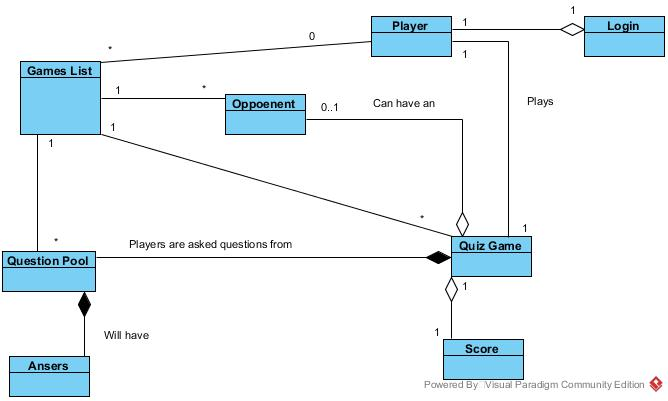 Player
1
1
Login
0
*
1
Games List
1
*
Oppoenent
0..1
Can have an
Plays
1
1
*
1
*
Players are asked questions from
Question Pool
Quiz Game
1
Will have
1
Score
Ansers
Powered By Visual Paradigm Community Edition